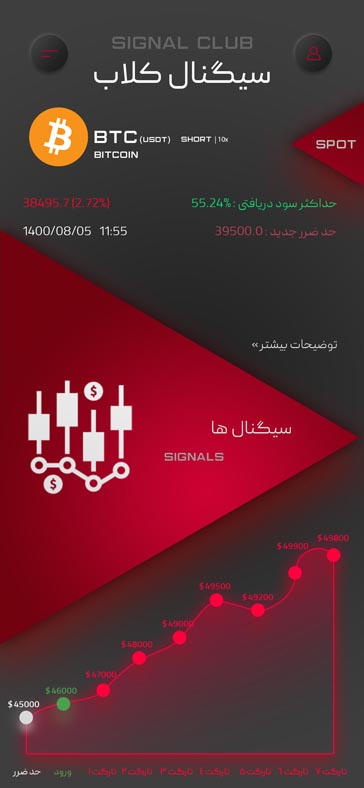 SIGNAL CLUB
سیگنال کلاب
BTC (USDT) SHORT | 10x
BITCOIN
SPOT
38495.7 (2.72%)
حداکثر سود دریافتی : 55.24%
1400/08/05 11:55
حد ضرر جدید : 39500.0
توضیحات بیشتر »
سیگنال ها
SIGNALS
$49800
$49900
$49500
$49200
$49000
$48000
$47000
$46000
$45000
حد ضرر
ورود
تارگت ۱
تارگت ۲
تارگت ۳
تارگت ٤
تارگت ۵
تارگت ٦
تارگت ۷